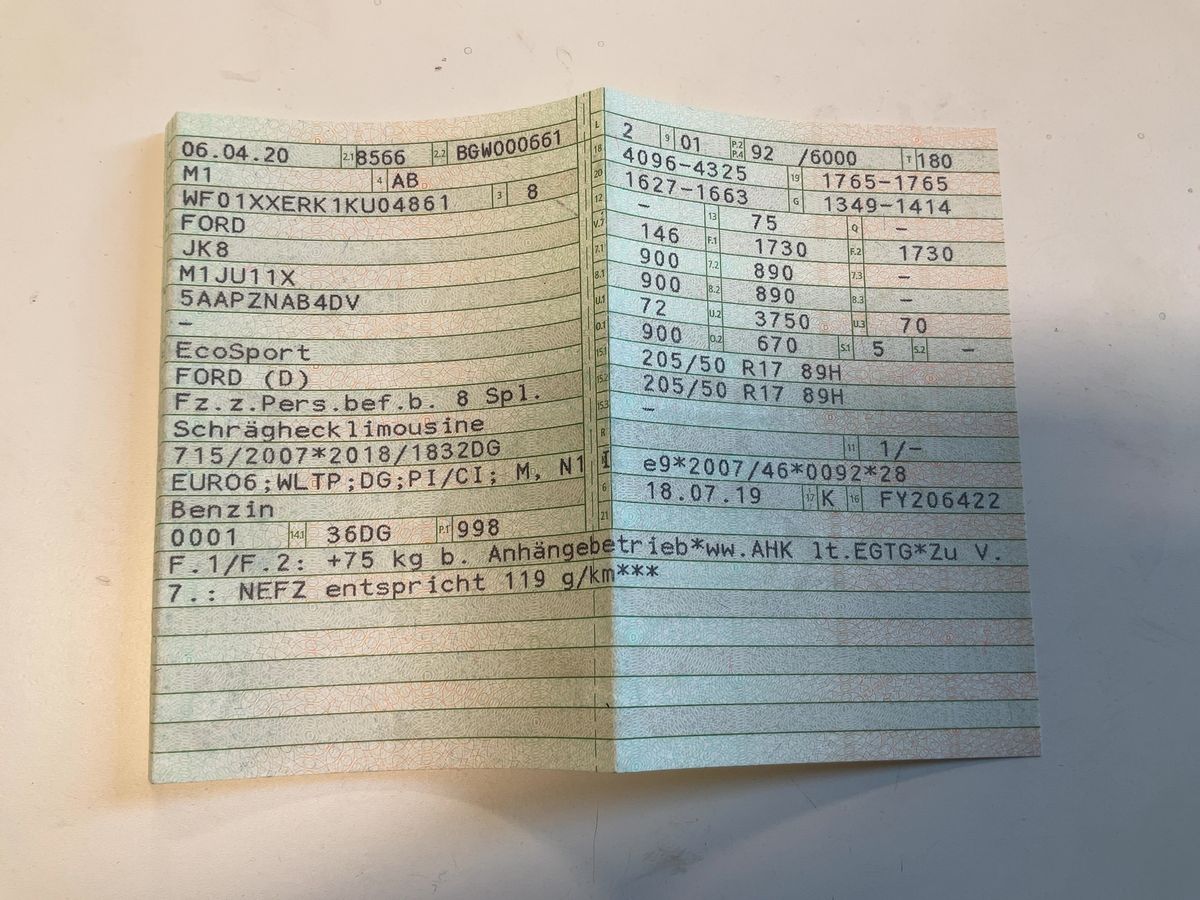 06.04.20 2.1 8566 2.2 BGW000661
M1 4 AB
WF01XXERK1KU04861 3 8
FORD
JK8
M1JU11X
5AAPZNAB4DV
–
EcoSport
FORD (D)
Fz.z.Pers.bef.b. 8 Spl.
Schräghecklimousine
715/2007*2018/1832DG
EURO6;WLTP;DG;PI/CI; M, N1 I
Benzin
0001 14.1 36DG P.1 998
L 2 9 01 P.2 P.4 92 /6000 T 180
18 4096-4325 19 1765-1765
20 1627-1663 G 1349-1414
12 – 13 75 Q –
V.7 146 F.1 1730 F.2 1730
7.1 900 7.2 890 7.3 –
8.1 900 8.2 890 8.3 –
U.1 72 U.2 3750 U.3 70
O.1 900 O.2 670 S.1 5 S.2 –
15.1 205/50 R17 89H
15.2 205/50 R17 89H
15.3 –
R 11 1/–
e9*2007/46*0092*28
6 18.07.19 17 K 16 FY206422
21
F.1/F.2: +75 kg b. Anhängebetrieb*ww.AHK lt.EGTG*Zu V.
7.: NEFZ entspricht 119 g/km***